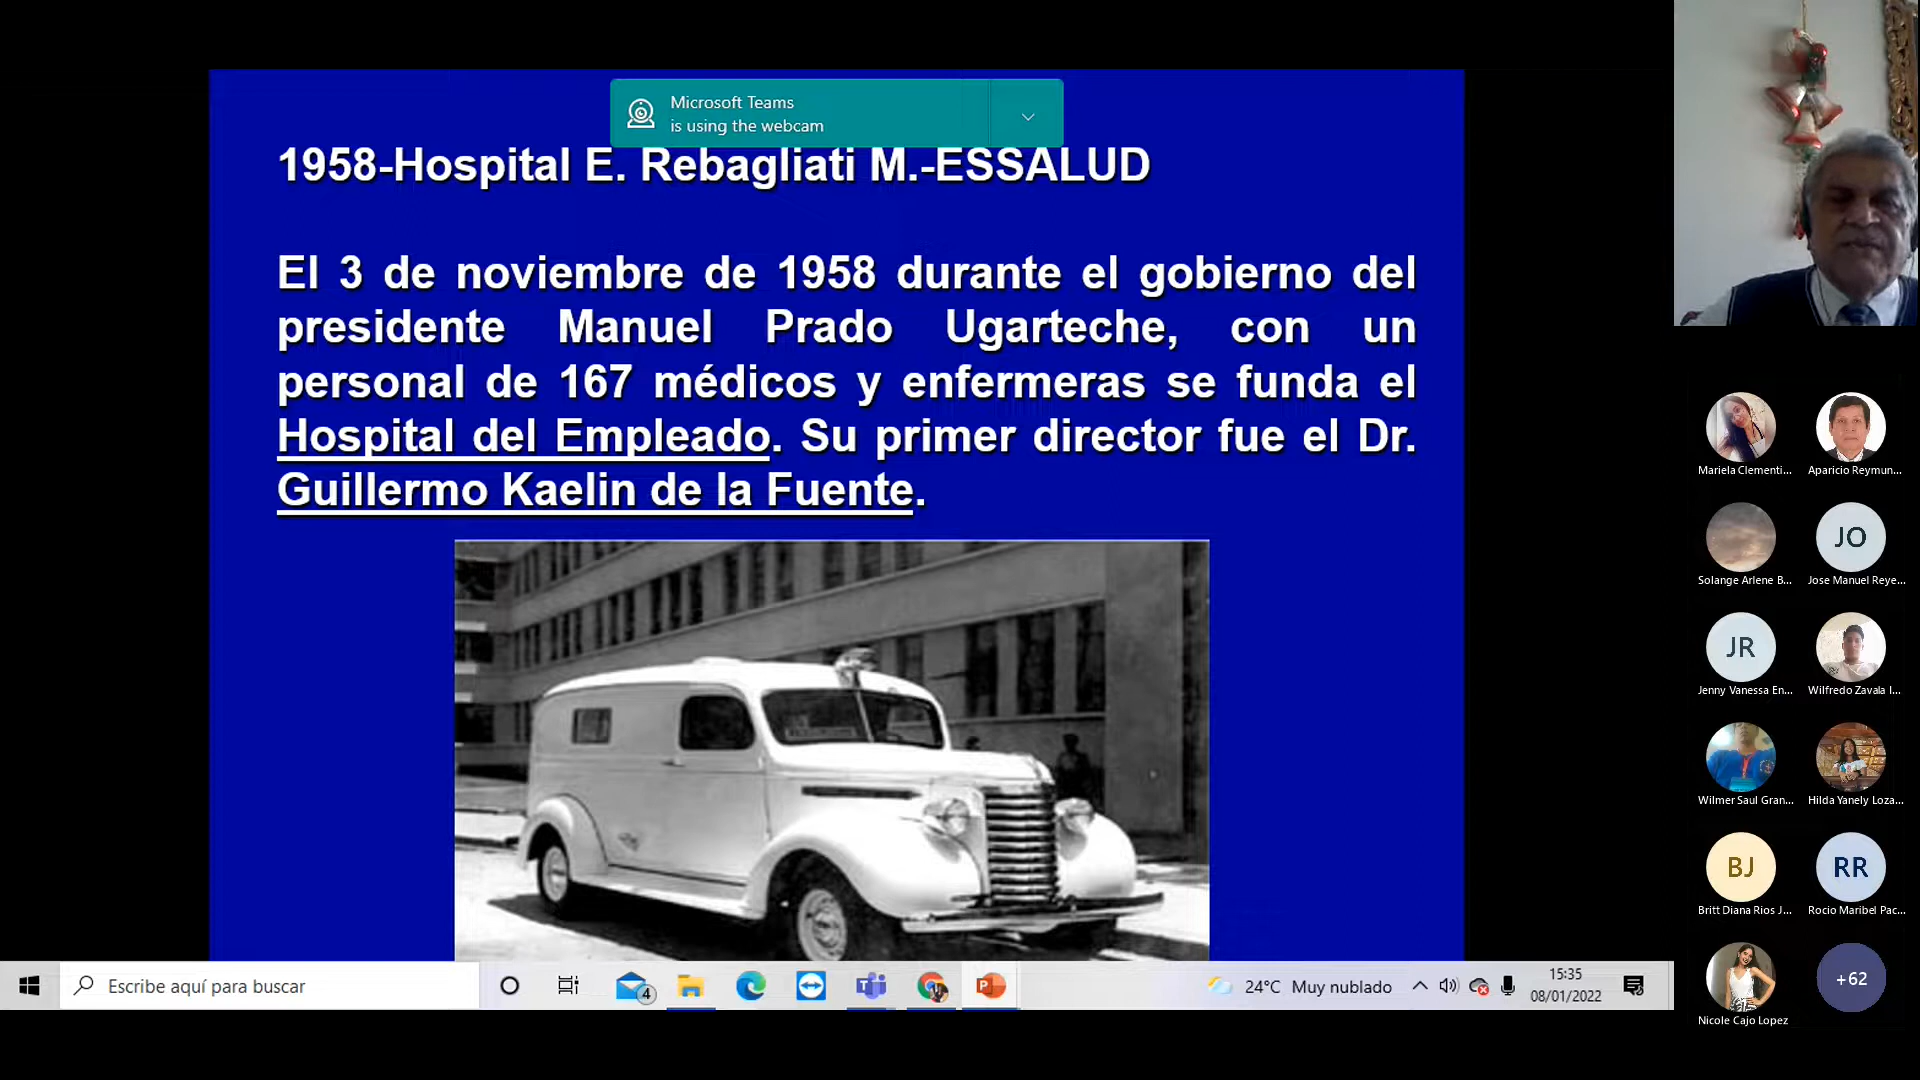 Microsoft Teams
is using the webcam
1958-Hospital E. Rebagliati M.-ESSALUD
El 3 de noviembre de 1958 durante el gobierno del
presidente Manuel Prado Ugarteche, con un
personal de 167 médicos y enfermeras se funda el
Hospital del Empleado. Su primer director fue el Dr.
Guillermo Kaelin de la Fuente.
Mariela Clementi...
Aparicio Reymun...
Solange Arlene B...
JO
Jose Manuel Reye...
JR
Jenny Vanessa En...
Wilfredo Zavala I...
Wilmer Saul Gran...
Hilda Yanely Loza...
BJ
Britt Diana Rios J...
RR
Rocio Maribel Pac...
Nicole Cajo Lopez
+62
Escribe aquí para buscar
4
24°C Muy nublado
15:35
08/01/2022